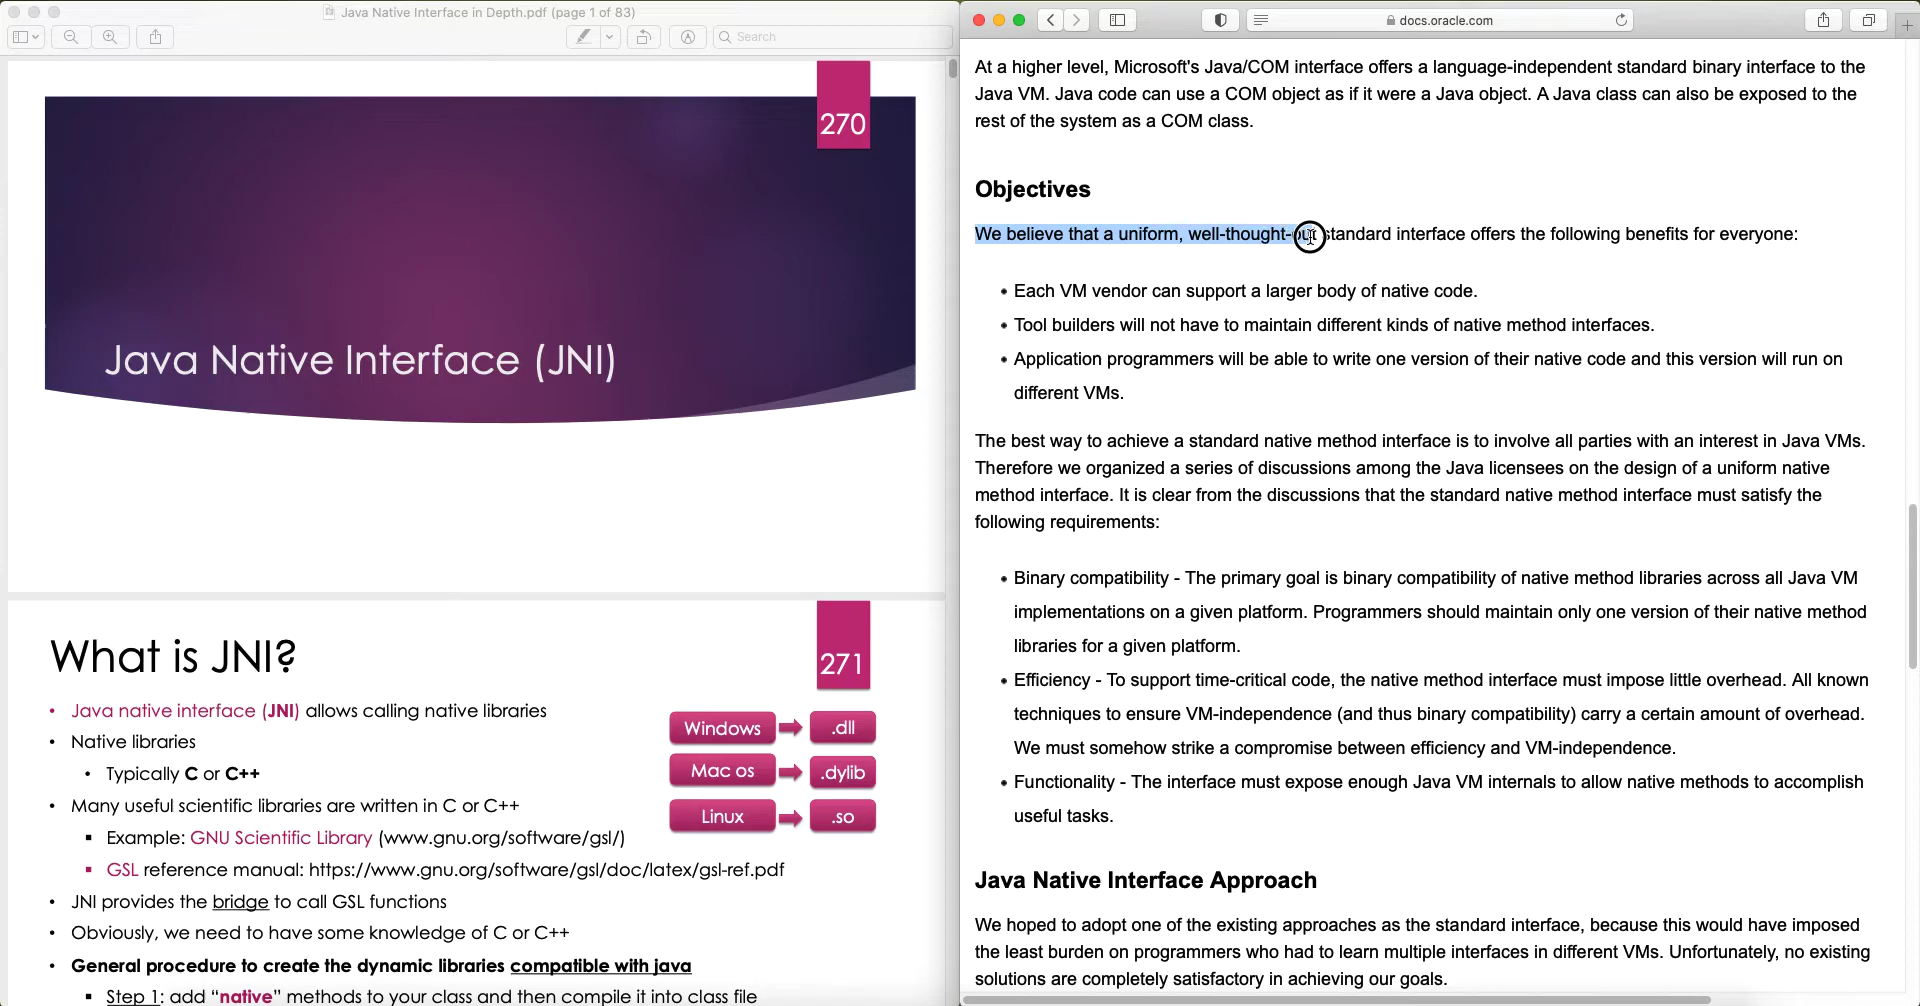 Java Native Interface in Depth.pdf (page 1 of 83)
Search
270
Java Native Interface (JNI)
What is JNI?
271
• Java native interface (JNI) allows calling native libraries
• Native libraries
• Typically C or C++
• Many useful scientific libraries are written in C or C++
▪ Example: GNU Scientific Library (www.gnu.org/software/gsl/)
▪ GSL reference manual: https://www.gnu.org/software/gsl/doc/latex/gsl-ref.pdf
• JNI provides the bridge to call GSL functions
• Obviously, we need to have some knowledge of C or C++
• General procedure to create the dynamic libraries compatible with java
▪ Step 1: add “native” methods to your class and then compile it into class file
Windows .dll
Mac os .dylib
Linux .so
docs.oracle.com
At a higher level, Microsoft's Java/COM interface offers a language-independent standard binary interface to the
Java VM. Java code can use a COM object as if it were a Java object. A Java class can also be exposed to the
rest of the system as a COM class.
Objectives
We believe that a uniform, well-thought-out standard interface offers the following benefits for everyone:
• Each VM vendor can support a larger body of native code.
• Tool builders will not have to maintain different kinds of native method interfaces.
• Application programmers will be able to write one version of their native code and this version will run on
different VMs.
The best way to achieve a standard native method interface is to involve all parties with an interest in Java VMs.
Therefore we organized a series of discussions among the Java licensees on the design of a uniform native
method interface. It is clear from the discussions that the standard native method interface must satisfy the
following requirements:
• Binary compatibility - The primary goal is binary compatibility of native method libraries across all Java VM
implementations on a given platform. Programmers should maintain only one version of their native method
libraries for a given platform.
• Efficiency - To support time-critical code, the native method interface must impose little overhead. All known
techniques to ensure VM-independence (and thus binary compatibility) carry a certain amount of overhead.
We must somehow strike a compromise between efficiency and VM-independence.
• Functionality - The interface must expose enough Java VM internals to allow native methods to accomplish
useful tasks.
Java Native Interface Approach
We hoped to adopt one of the existing approaches as the standard interface, because this would have imposed
the least burden on programmers who had to learn multiple interfaces in different VMs. Unfortunately, no existing
solutions are completely satisfactory in achieving our goals.